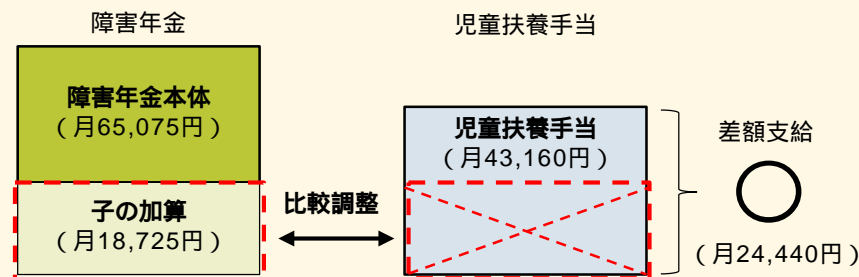 障害年金
児童扶養手当
障害年金本体
（月65,075円）
児童扶養手当
（月43,160円）
差額支給
子の加算
（月18,725円）
比較調整
（月24,440円）